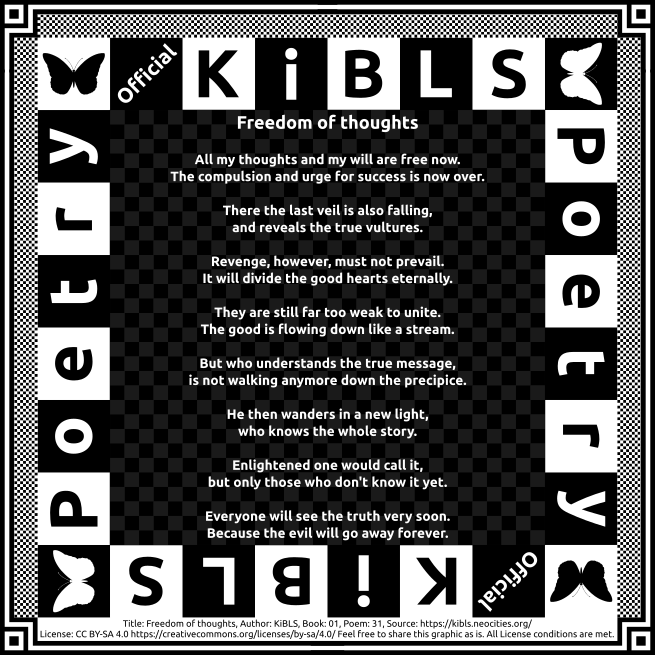 Official KiBLS
Poetry
Poetry
Freedom of thoughts
All my thoughts and my will are free now.
The compulsion and urge for success is now over.
There the last veil is also falling,
and reveals the true vultures.
Revenge, however, must not prevail.
It will divide the good hearts eternally.
They are still far too weak to unite.
The good is flowing down like a stream.
But who understands the true message,
is not walking anymore down the precipice.
He then wanders in a new light,
who knows the whole story.
Enlightened one would call it,
but only those who don't know it yet.
Everyone will see the truth very soon.
Because the evil will go away forever.
Official KiBLS
Title: Freedom of thoughts, Author: KiBLS, Book: 01, Poem: 31, Source: https://kibls.neocities.org/
License: CC BY-SA 4.0 https://creativecommons.org/licenses/by-sa/4.0/ Feel free to share this graphic as is. All License conditions are met.